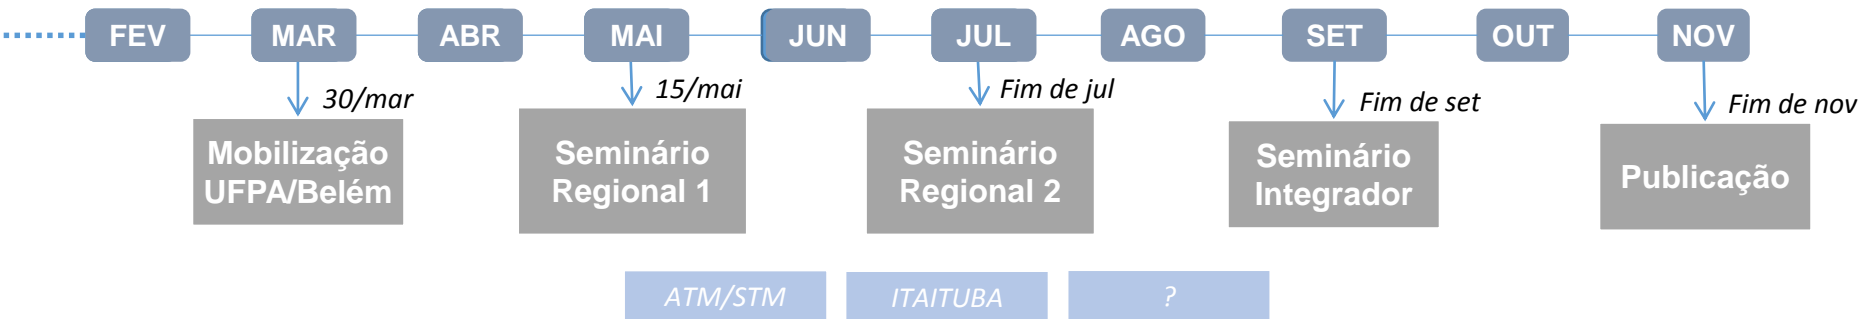 FEV MAR ABR MAI JUN JUL AGO SET OUT NOV
30/mar
15/mai
Fim de jul
Fim de set
Fim de nov
Mobilização
UFPA/Belém
Seminário
Regional 1
Seminário
Regional 2
Seminário
Integrador
Publicação
ATM/STM
ITAITUBA
?